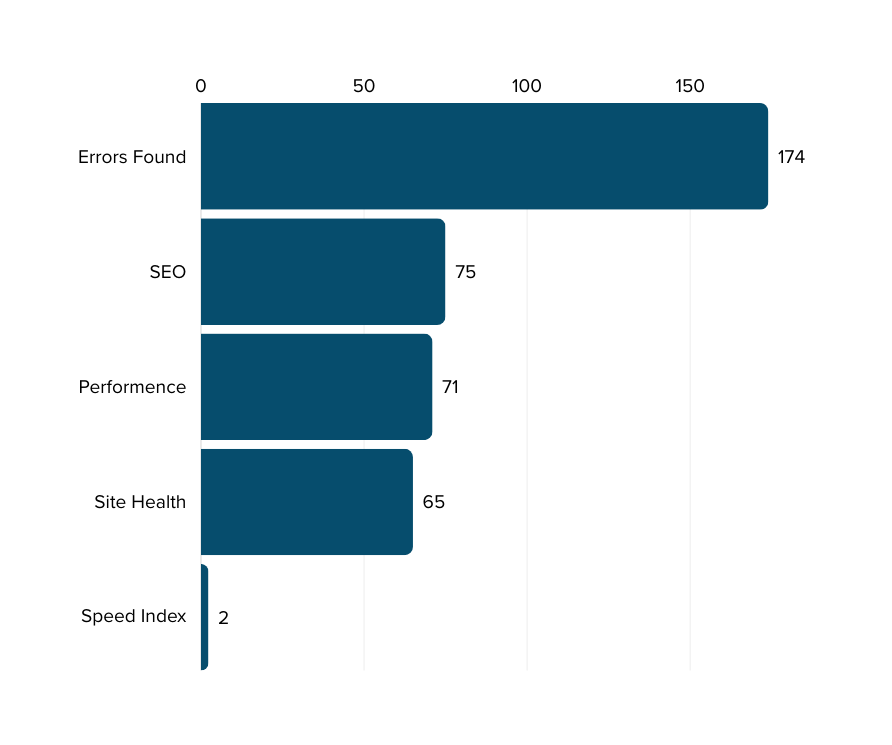 0 50 100 150
Errors Found 174
SEO 75
Performence 71
Site Health 65
Speed Index 2